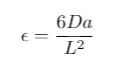 ϵ = 6Da / L²